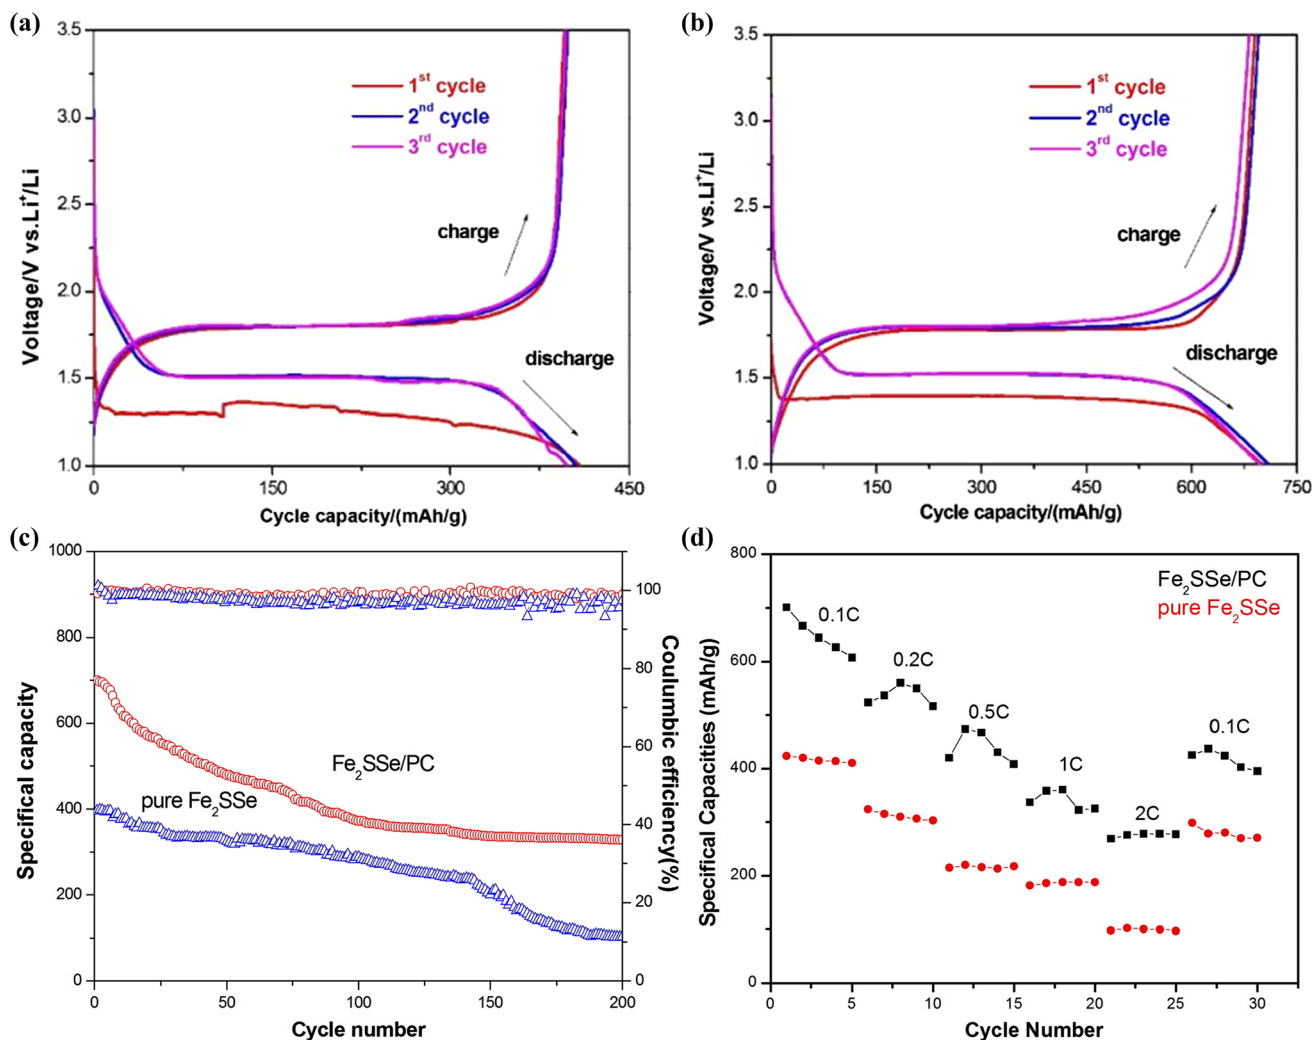 (a)
3.5
3.0
2.5
2.0
1.5
1.0
Voltage/V vs.Li⁺/Li
1ˢᵗ cycle
2ⁿᵈ cycle
3ʳᵈ cycle
charge
discharge
0
150
300
450
Cycle capacity/(mAh/g)
(b)
3.5
3.0
2.5
2.0
1.5
1.0
Voltage/V vs.Li⁺/Li
1ˢᵗ cycle
2ⁿᵈ cycle
3ʳᵈ cycle
charge
discharge
0
150
300
450
600
750
Cycle capacity/(mAh/g)
(c)
1000
800
600
400
200
0
Specifical capacity
Fe₂SSe/PC
pure Fe₂SSe
100
80
60
40
20
0
Coulumbic efficiency(%)
0
50
100
150
200
Cycle number
(d)
800
600
400
200
0
Specifical Capacities (mAh/g)
Fe₂SSe/PC
pure Fe₂SSe
0.1C
0.2C
0.5C
1C
2C
0.1C
0
5
10
15
20
25
30
Cycle Number